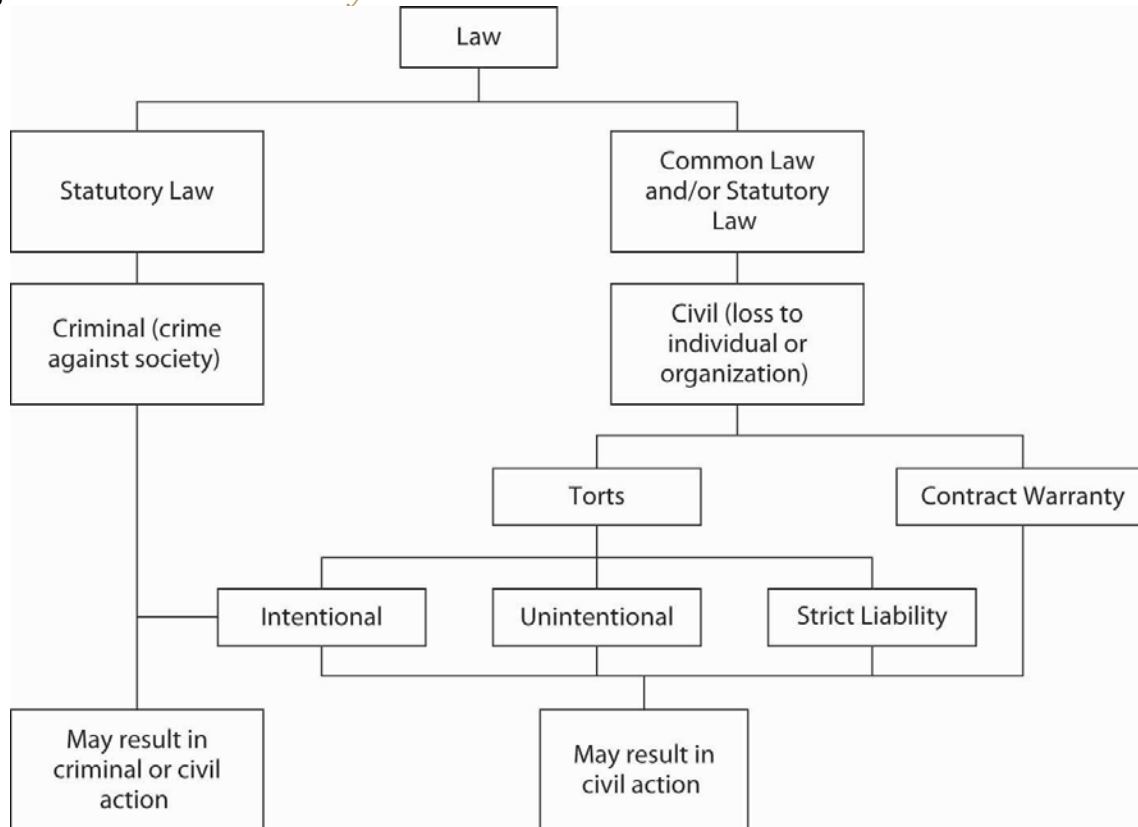 Law
Statutory Law
Common Law
and/or Statutory
Law
Criminal (crime
against society)
Civil (loss to
individual or
organization)
Torts
Contract Warranty
Intentional
Unintentional
Strict Liability
May result in
criminal or civil
action
May result in
civil action